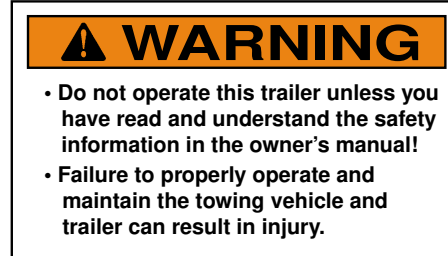 WARNING
• Do not operate this trailer unless you
have read and understand the safety
information in the owner’s manual!
• Failure to properly operate and
maintain the towing vehicle and
trailer can result in injury.